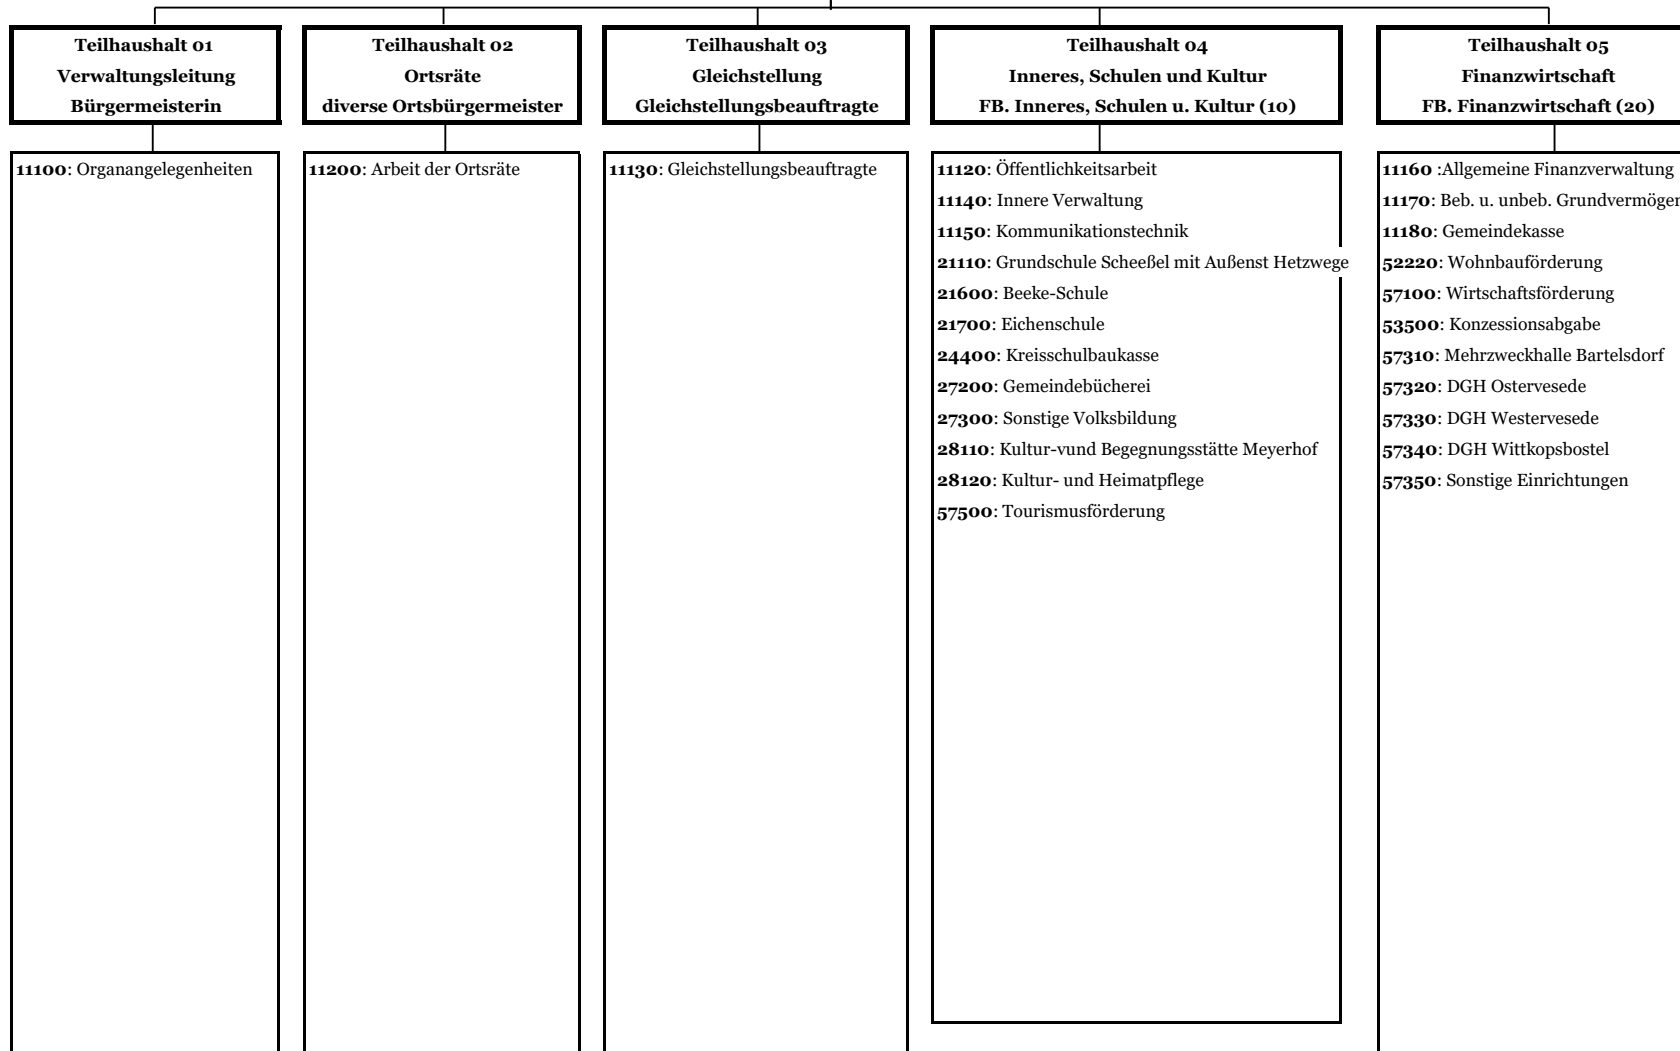 Teilhaushalt 01
Verwaltungsleitung
Bürgermeisterin
11100: Organangelegenheiten
Teilhaushalt 02
Ortsräte
diverse Ortsbürgermeister
11200: Arbeit der Ortsräte
Teilhaushalt 03
Gleichstellung
Gleichstellungsbeauftragte
11130: Gleichstellungsbeauftragte
Teilhaushalt 04
Inneres, Schulen und Kultur
FB. Inneres, Schulen u. Kultur (10)
11120: Öffentlichkeitsarbeit
11140: Innere Verwaltung
11150: Kommunikationstechnik
21110: Grundschule Scheeßel mit Außenst Hetzwege
21600: Beeke-Schule
21700: Eichenschule
24400: Kreisschulbaukasse
27200: Gemeindebücherei
27300: Sonstige Volksbildung
28110: Kultur-vund Begegnungsstätte Meyerhof
28120: Kultur- und Heimatpflege
57500: Tourismusförderung
Teilhaushalt 05
Finanzwirtschaft
FB. Finanzwirtschaft (20)
11160 :Allgemeine Finanzverwaltung
11170: Beb. u. unbeb. Grundvermögen
11180: Gemeindekasse
52220: Wohnbauförderung
57100: Wirtschaftsförderung
53500: Konzessionsabgabe
57310: Mehrzweckhalle Bartelsdorf
57320: DGH Ostervesede
57330: DGH Westervesede
57340: DGH Wittkopsbostel
57350: Sonstige Einrichtungen